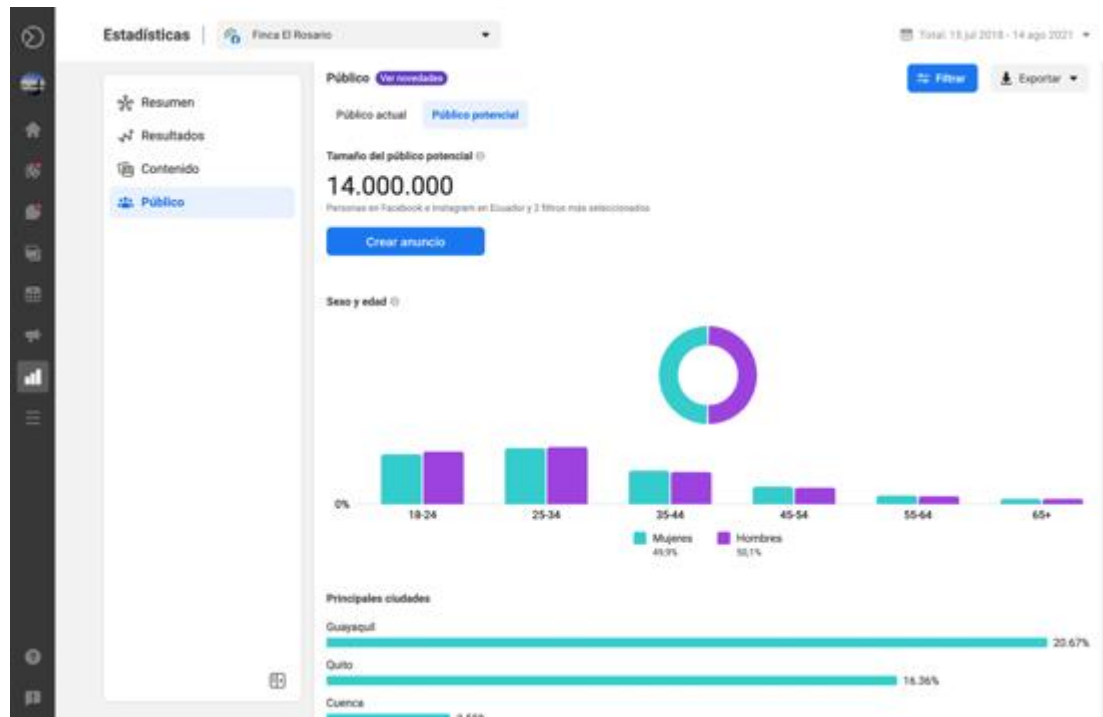 Estadísticas
Finca El Rosario
Total: 15 jul 2018 - 14 ago 2021
Resumen
Resultados
Contenido
Público
Público Ver novedades
Filtrar
Exportar
Público actual Público potencial
Tamaño del público potencial
14.000.000
Personas en Facebook e Instagram en Ecuador y 2 filtros más seleccionados
Crear anuncio
Sexo y edad
0%
18-24 25-34 35-44 45-54 55-64 65+
Mujeres Hombres
49,9% 50,1%
Principales ciudades
Guayaquil
20.67%
Quito
16.36%
Cuenca